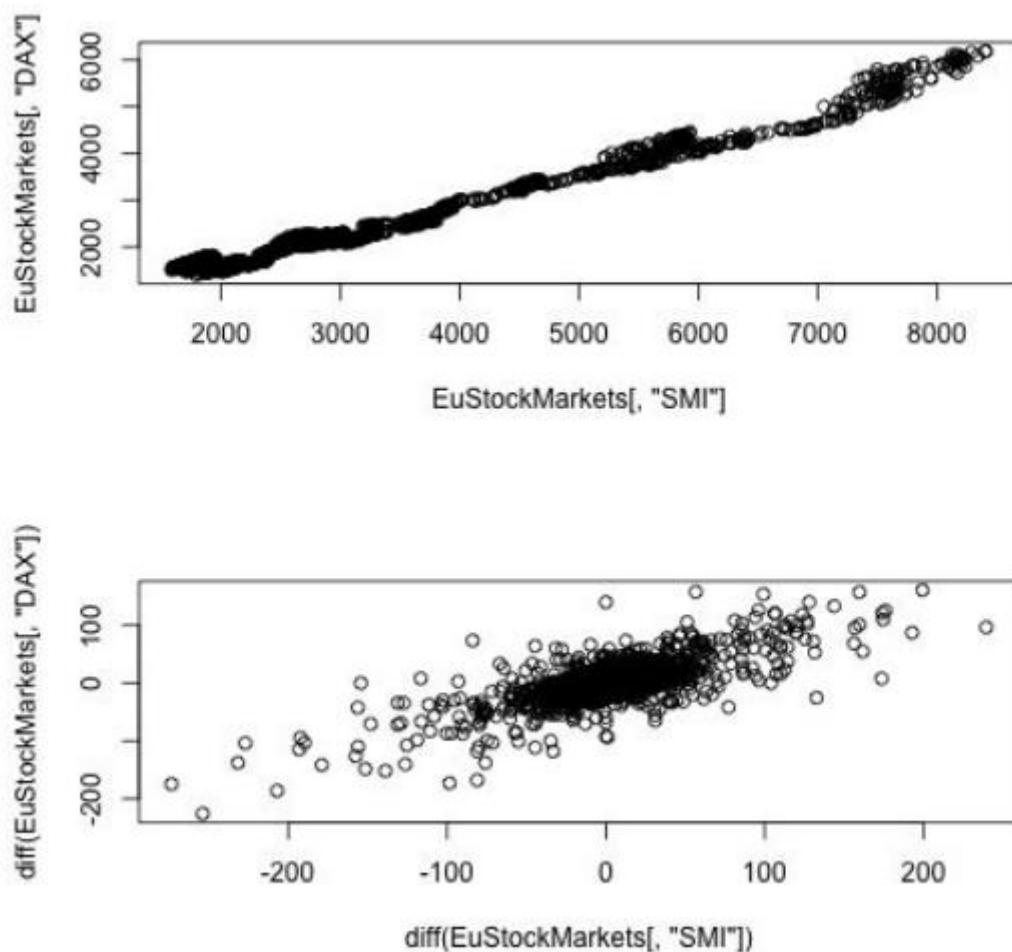 EuStockMarkets[, "DAX"]
6000
4000
2000
2000 3000 4000 5000 6000 7000 8000
EuStockMarkets[, "SMI"]
diff(EuStockMarkets[, "DAX"])
100
0
-200
-200 -100 0 100 200
diff(EuStockMarkets[, "SMI"])